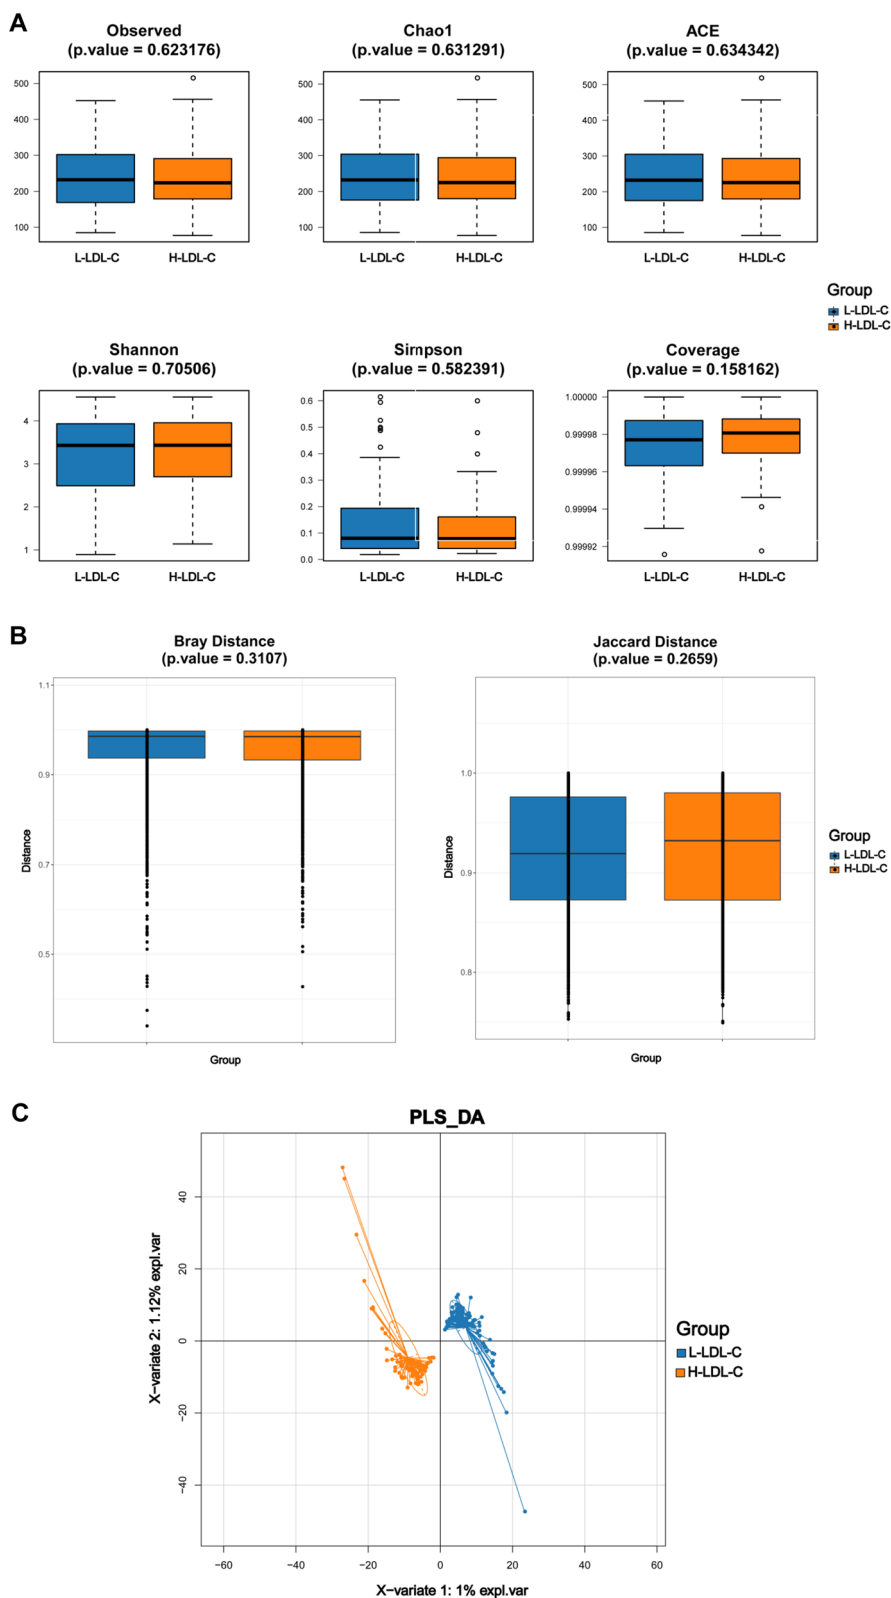 A
Observed
(p.value = 0.623176)
Chao1
(p.value = 0.631291)
ACE
(p.value = 0.634342)
500
400
300
200
100
L-LDL-C
H-LDL-C
500
400
300
200
100
L-LDL-C
H-LDL-C
500
400
300
200
100
L-LDL-C
H-LDL-C
Group
L-LDL-C
H-LDL-C
Shannon
(p.value = 0.70506)
Simpson
(p.value = 0.582391)
Coverage
(p.value = 0.158162)
4
3
2
1
L-LDL-C
H-LDL-C
0.6
0.5
0.4
0.3
0.2
0.1
0.0
L-LDL-C
H-LDL-C
1.00000
0.99998
0.99996
0.99994
0.99992
L-LDL-C
H-LDL-C
B
Bray Distance
(p.value = 0.3107)
1.1
0.9
0.7
0.5
Distance
Group
Jaccard Distance
(p.value = 0.2659)
1.0
0.9
0.8
Distance
Group
Group
L-LDL-C
H-LDL-C
C
PLS_DA
40
20
0
−20
−40
X−variate 2: 1.12% expl.var
−60
−40
−20
0
20
40
60
X−variate 1: 1% expl.var
Group
L-LDL-C
H-LDL-C